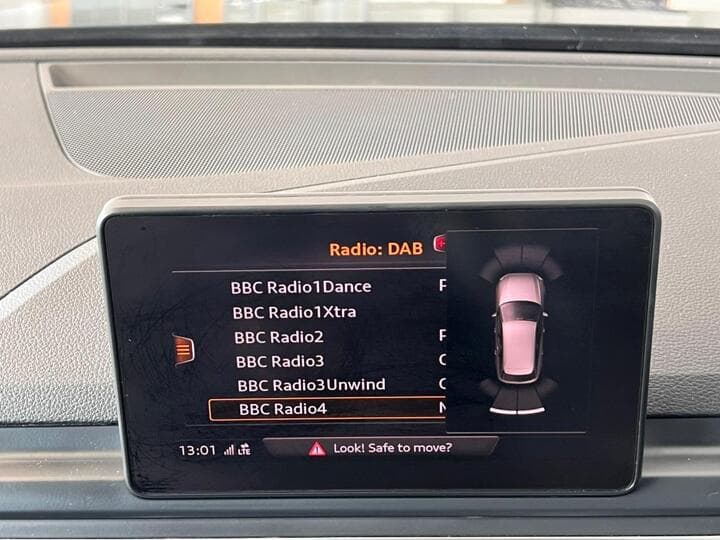 Radio: DAB
BBC Radio1Dance
BBC Radio1Xtra
BBC Radio2
BBC Radio3
BBC Radio3Unwind
BBC Radio4
13:01 LTE Look! Safe to move?